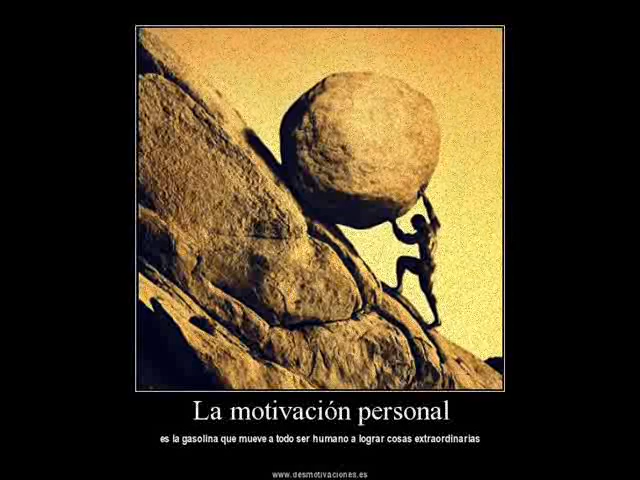 La motivación personal
es la gasolina que mueve a todo ser humano a lograr cosas extraordinarias
www.desmotivaciones.es